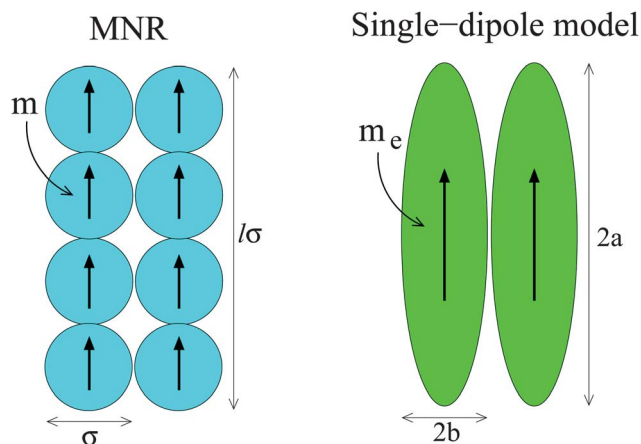 MNR
Single−dipole model
m
lσ
σ
m e
2a
2b